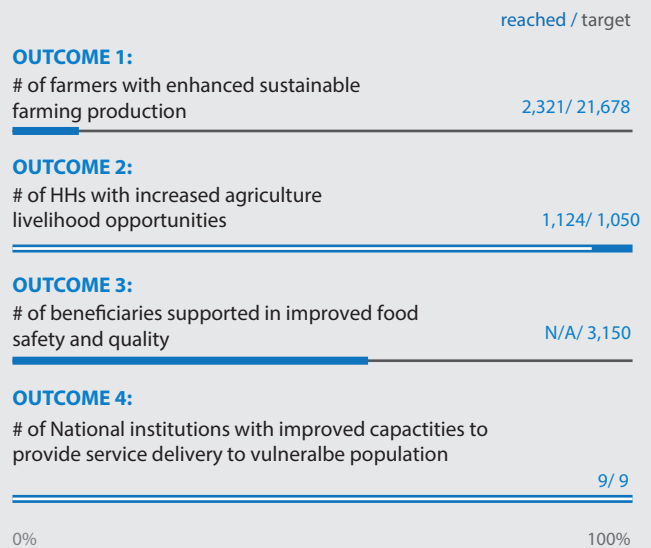 reached / target
OUTCOME 1:
# of farmers with enhanced sustainable
farming production
2,321/ 21,678
OUTCOME 2:
# of HHs with increased agriculture
livelihood opportunities
1,124/ 1,050
OUTCOME 3:
# of beneficiaries supported in improved food
safety and quality
N/A/ 3,150
OUTCOME 4:
# of National institutions with improved capactities to
provide service delivery to vulneralbe population
9/ 9
0%
100%